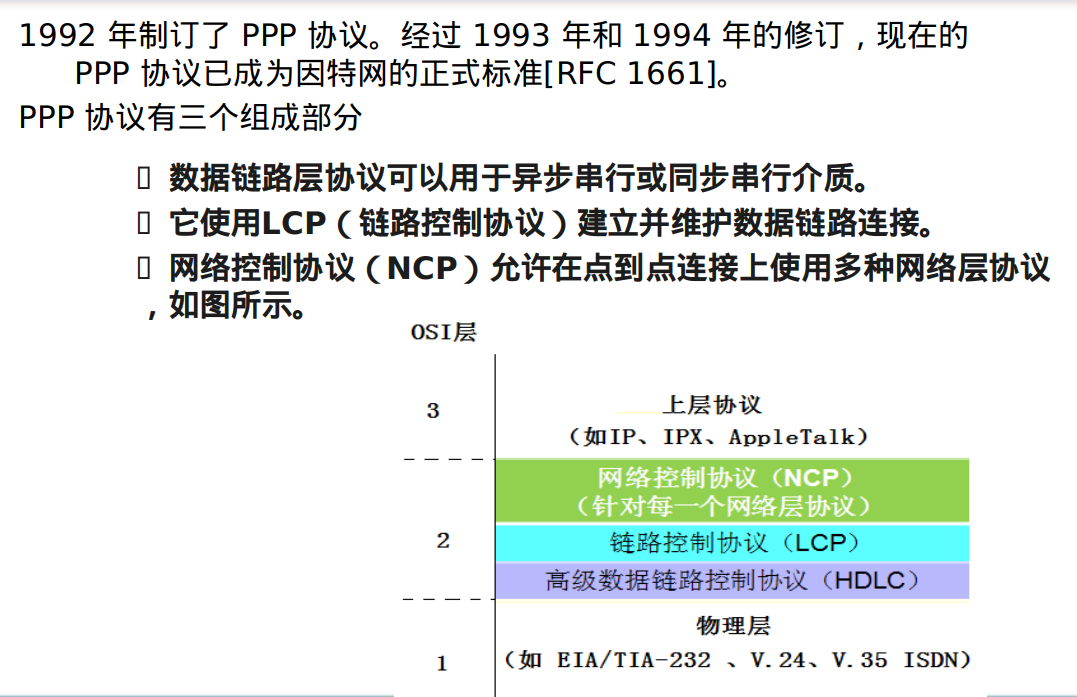 1992 年制订了 PPP 协议。经过 1993 年和 1994 年的修订，现在的
PPP 协议已成为因特网的正式标准[RFC 1661]。
PPP 协议有三个组成部分
数据链路层协议可以用于异步串行或同步串行介质。
它使用LCP（链路控制协议）建立并维护数据链路连接。
网络控制协议（NCP）允许在点到点连接上使用多种网络层协议
，如图所示。
OSI层
3
上层协议
（如IP、IPX、AppleTalk）
网络控制协议（NCP）
（针对每一个网络层协议）
2
链路控制协议（LCP）
高级数据链路控制协议（HDLC）
物理层
1
（如 EIA/TIA-232 、V.24、V.35 ISDN）